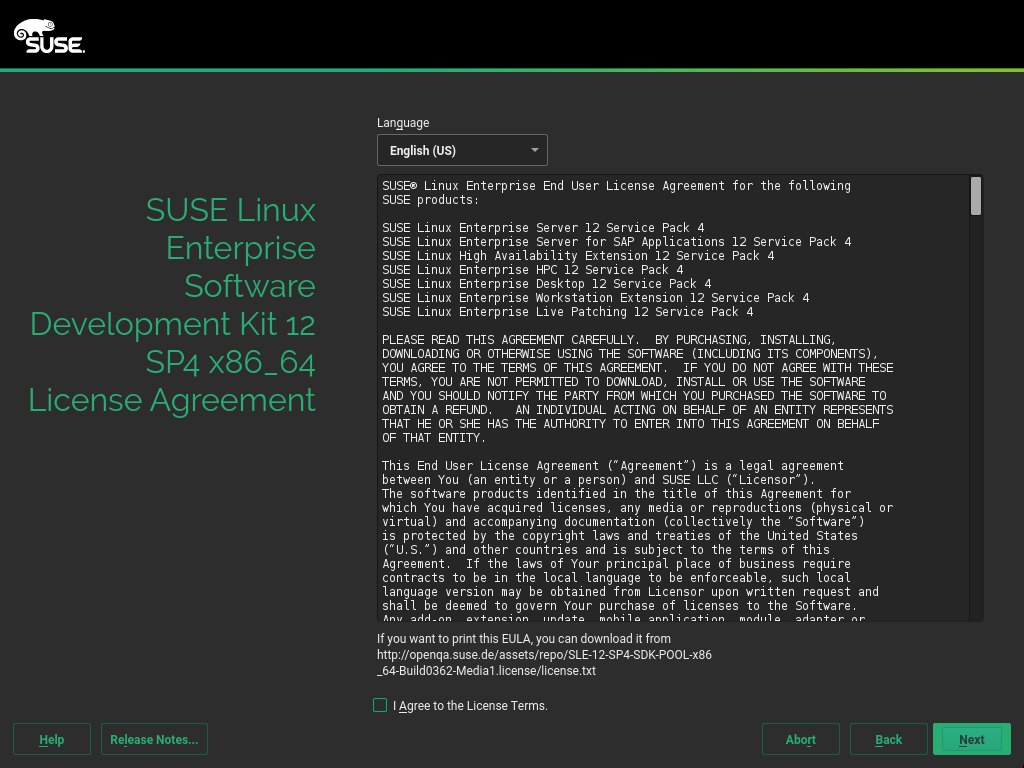 SUSE.
Language
English (US)
SUSE Linux
Enterprise
Software
Development Kit 12
SP4 x86_64
License Agreement
SUSE® Linux Enterprise End User License Agreement for the following
SUSE products:
SUSE Linux Enterprise Server 12 Service Pack 4
SUSE Linux Enterprise Server for SAP Applications 12 Service Pack 4
SUSE Linux High Availability Extension 12 Service Pack 4
SUSE Linux Enterprise HPC 12 Service Pack 4
SUSE Linux Enterprise Desktop 12 Service Pack 4
SUSE Linux Enterprise Workstation Extension 12 Service Pack 4
SUSE Linux Enterprise Live Patching 12 Service Pack 4
PLEASE READ THIS AGREEMENT CAREFULLY.  BY PURCHASING, INSTALLING,
DOWNLOADING OR OTHERWISE USING THE SOFTWARE (INCLUDING ITS COMPONENTS),
YOU AGREE TO THE TERMS OF THIS AGREEMENT.  IF YOU DO NOT AGREE WITH THESE
TERMS, YOU ARE NOT PERMITTED TO DOWNLOAD, INSTALL OR USE THE SOFTWARE
AND YOU SHOULD NOTIFY THE PARTY FROM WHICH YOU PURCHASED THE SOFTWARE TO
OBTAIN A REFUND.   AN INDIVIDUAL ACTING ON BEHALF OF AN ENTITY REPRESENTS
THAT HE OR SHE HAS THE AUTHORITY TO ENTER INTO THIS AGREEMENT ON BEHALF
OF THAT ENTITY.
This End User License Agreement (“Agreement”) is a legal agreement
between You (an entity or a person) and SUSE LLC (“Licensor”).
The software products identified in the title of this Agreement for
which You have acquired licenses, any media or reproductions (physical or
virtual) and accompanying documentation (collectively the “Software”)
is protected by the copyright laws and treaties of the United States
(“U.S.”) and other countries and is subject to the terms of this
Agreement.  If the laws of Your principal place of business require
contracts to be in the local language to be enforceable, such local
language version may be obtained from Licensor upon written request and
shall be deemed to govern Your purchase of licenses to the Software.
Any add-on, extension, update, mobile application, module, adapter or
If you want to print this EULA, you can download it from
http://openqa.suse.de/assets/repo/SLE-12-SP4-SDK-POOL-x86
_64-Build0362-Media1.license/license.txt
I Agree to the License Terms.
Help
Release Notes...
Abort
Back
Next